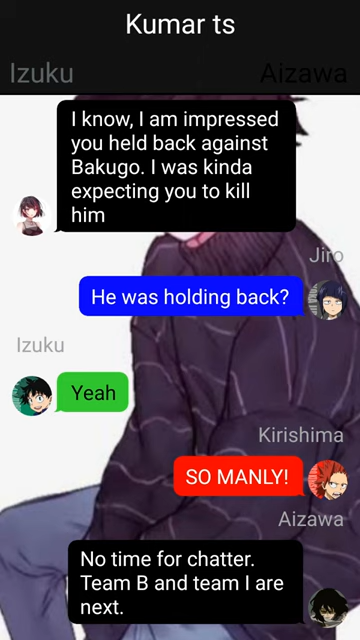 Kumar ts
Izuku
Aizawa
I know, I am impressed
you held back against
Bakugo. I was kinda
expecting you to kill
him
Jiro
He was holding back?
Izuku
Yeah
Kirishima
SO MANLY!
Aizawa
No time for chatter.
Team B and team I are
next.